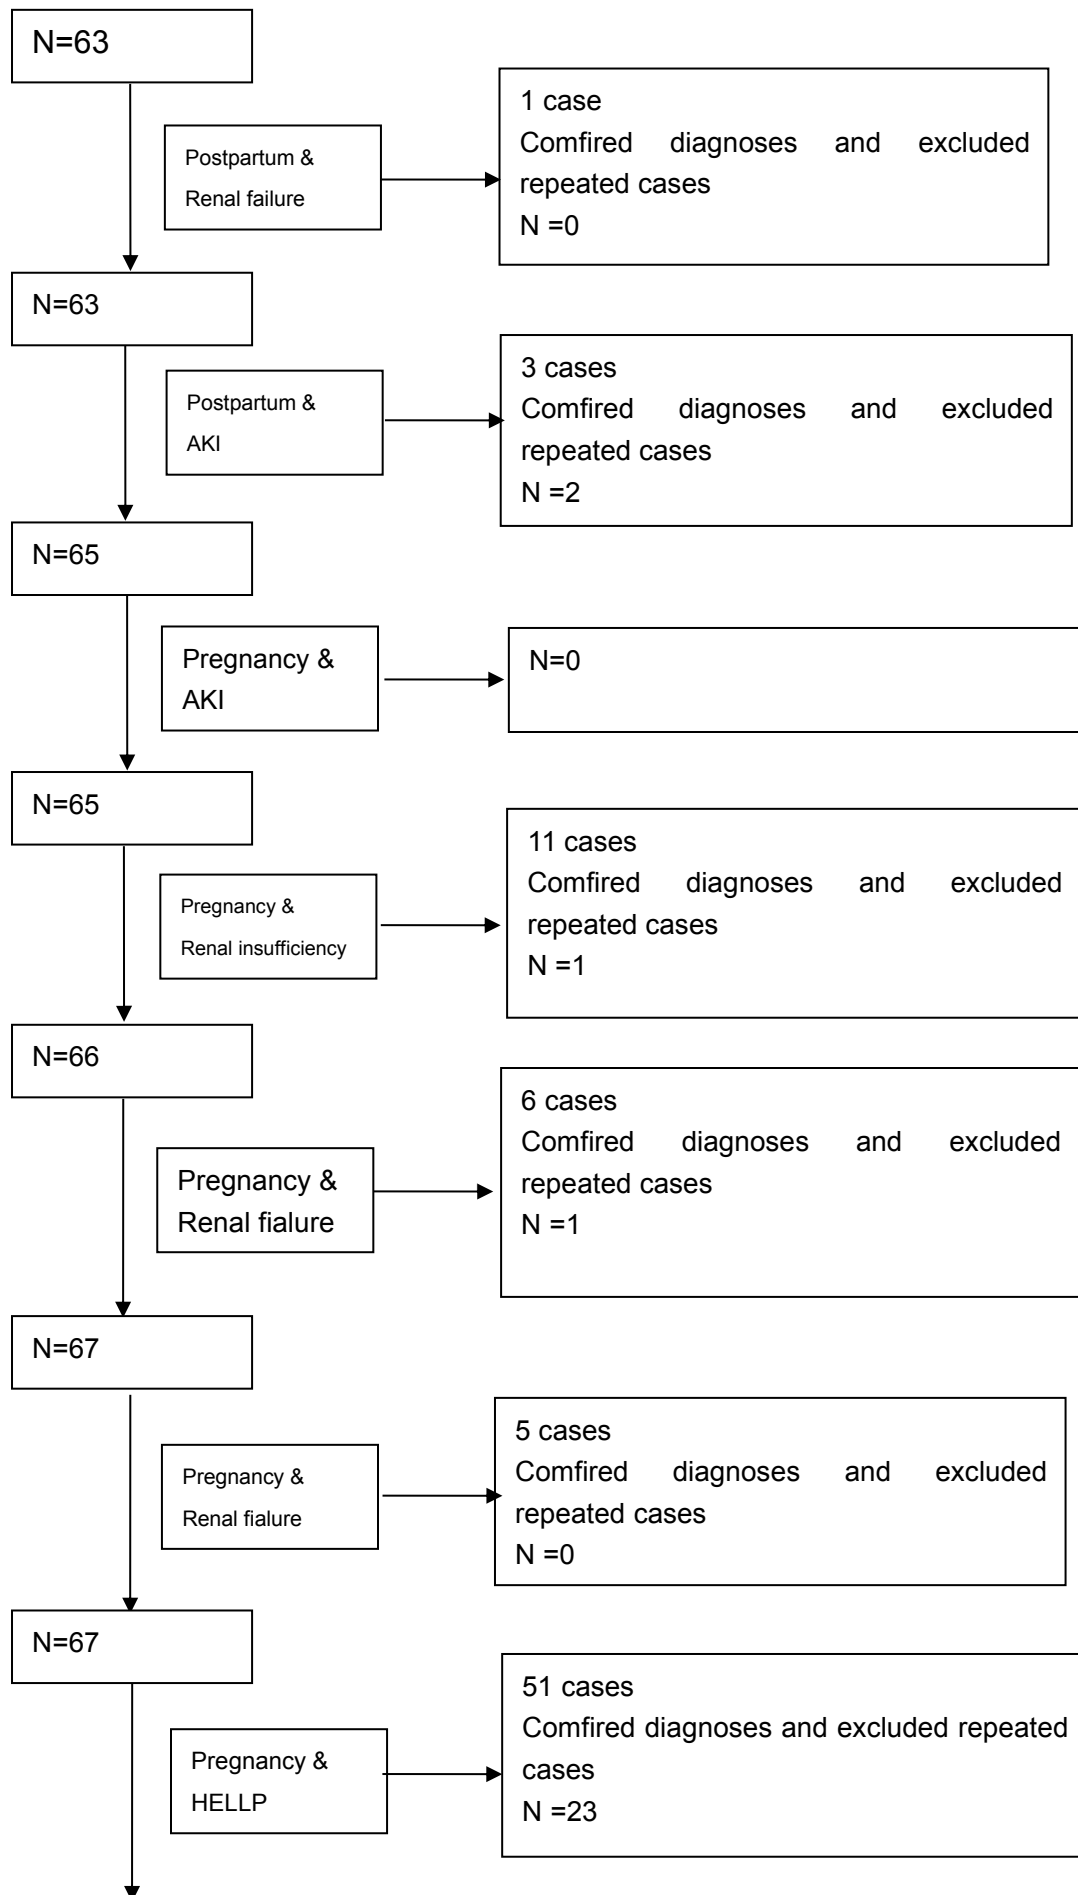 N=63
1 case
Comfired diagnoses and excluded
repeated cases
N =0
Postpartum &
Renal failure
N=63
3 cases
Comfired diagnoses and excluded
repeated cases
N =2
Postpartum &
AKI
N=65
Pregnancy &
AKI
N=0
N=65
11 cases
Comfired diagnoses and excluded
repeated cases
N =1
Pregnancy &
Renal insufficiency
N=66
6 cases
Comfired diagnoses and excluded
repeated cases
N =1
Pregnancy &
Renal fialure
N=67
5 cases
Comfired diagnoses and excluded
repeated cases
N =0
Pregnancy &
Renal fialure
N=67
51 cases
Comfired diagnoses and excluded repeated
cases
N =23
Pregnancy &
HELLP